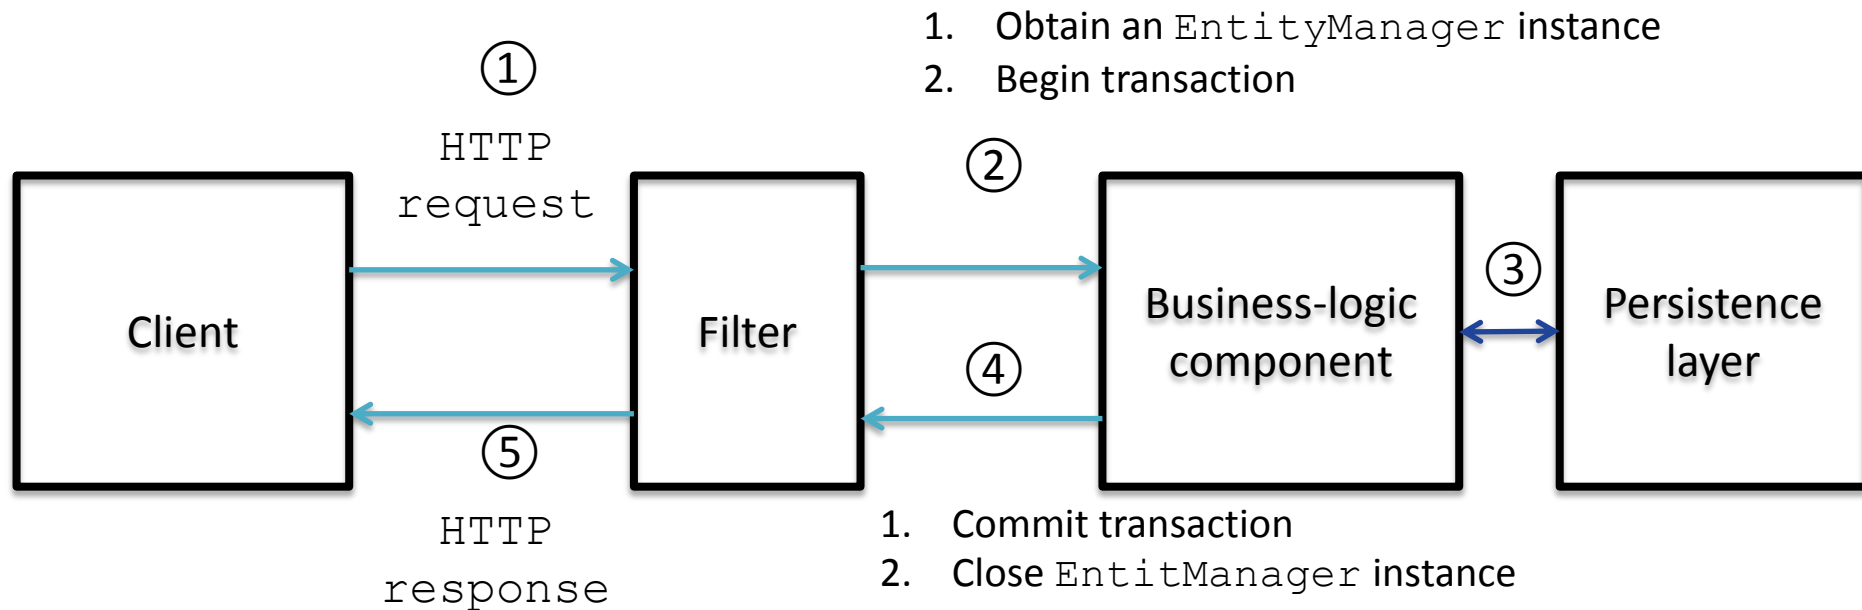 1. Obtain an EntityManager instance
2. Begin transaction
①
HTTP
request
②
Client
Filter
Business-logic
component
③
Persistence
layer
④
⑤
HTTP
response
1. Commit transaction
2. Close EntitManager instance